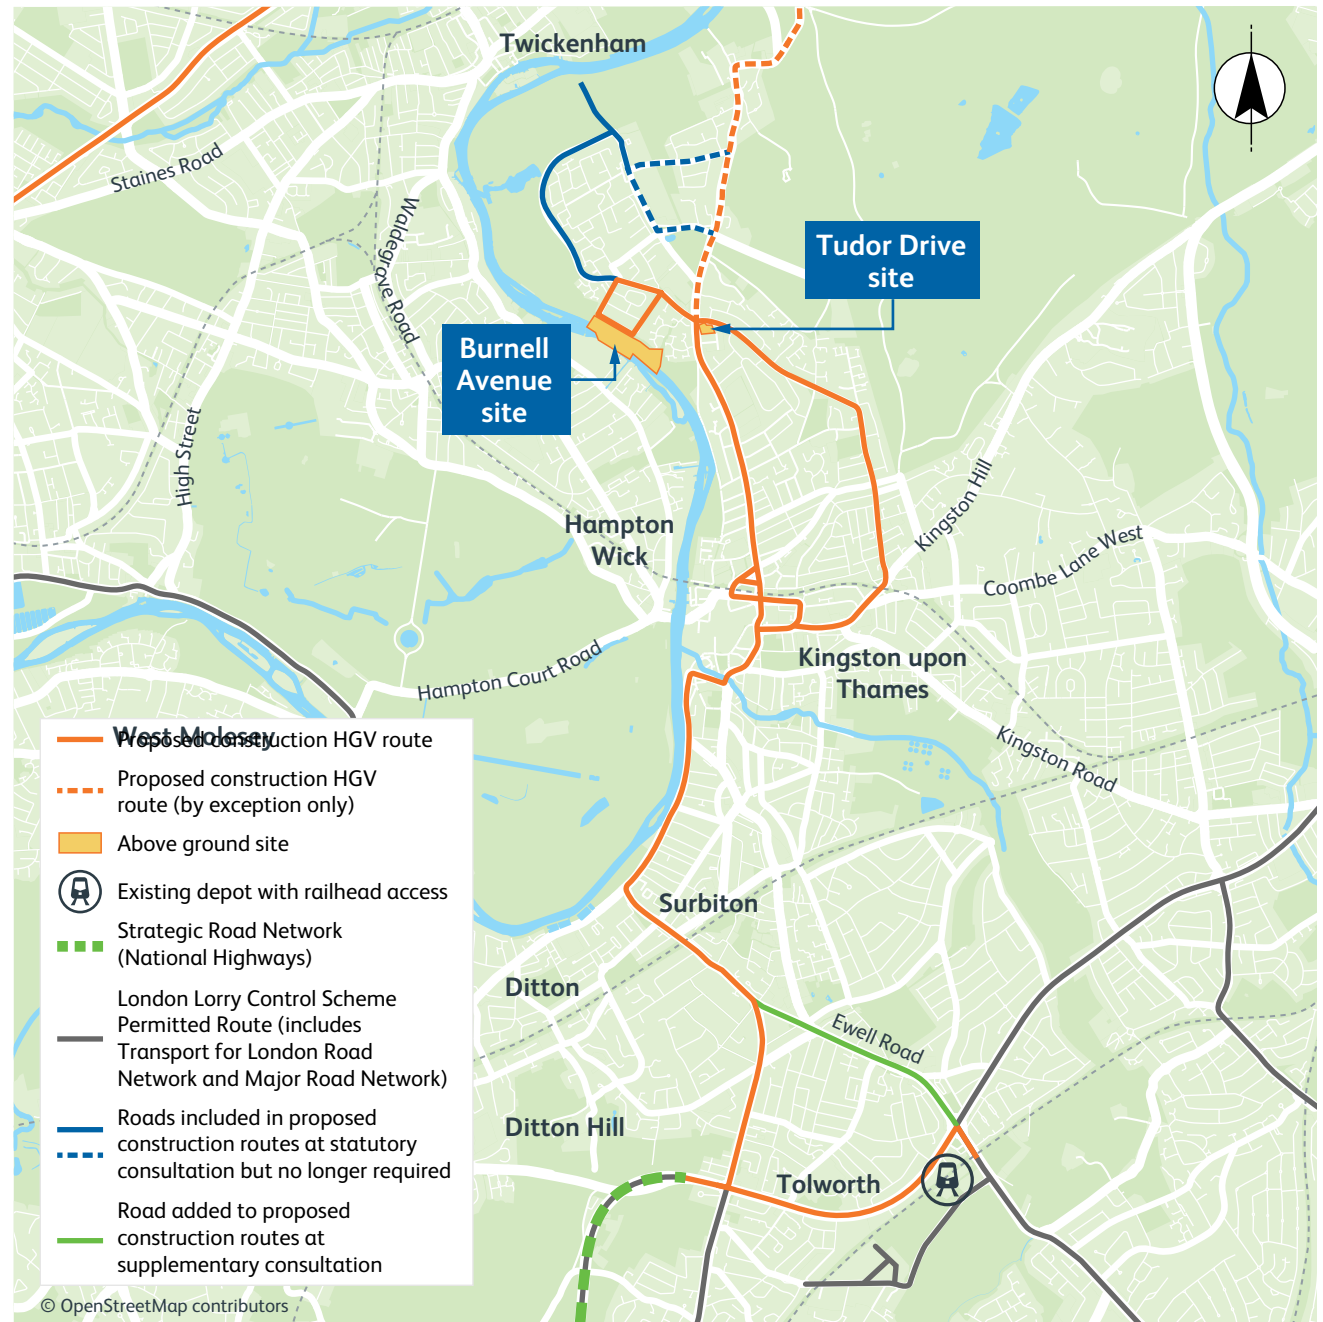 Twickenham
Staines Road
Waldegrave Road
Tudor Drive
site
Burnell
Avenue
site
High Street
Hampton
Wick
Kingston Hill
Coombe Lane West
Hampton Court Road
Kingston upon
Thames
Kingston Road
West Molesey
Proposed construction HGV route
Proposed construction HGV
route (by exception only)
Above ground site
Existing depot with railhead access
Strategic Road Network
(National Highways)
London Lorry Control Scheme
Permitted Route (includes
Transport for London Road
Network and Major Road Network)
Roads included in proposed
construction routes at statutory
consultation but no longer required
Road added to proposed
construction routes at
supplementary consultation
Surbiton
Ditton
Ewell Road
Ditton Hill
Tolworth
© OpenStreetMap contributors